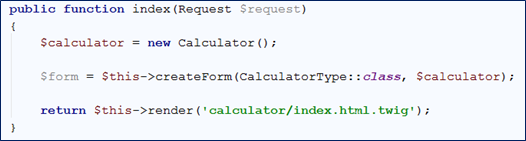 public function index(Request $request)
{
$calculator = new Calculator();
$form = $this->createForm(CalculatorType::class, $calculator);
return $this->render('calculator/index.html.twig');
}